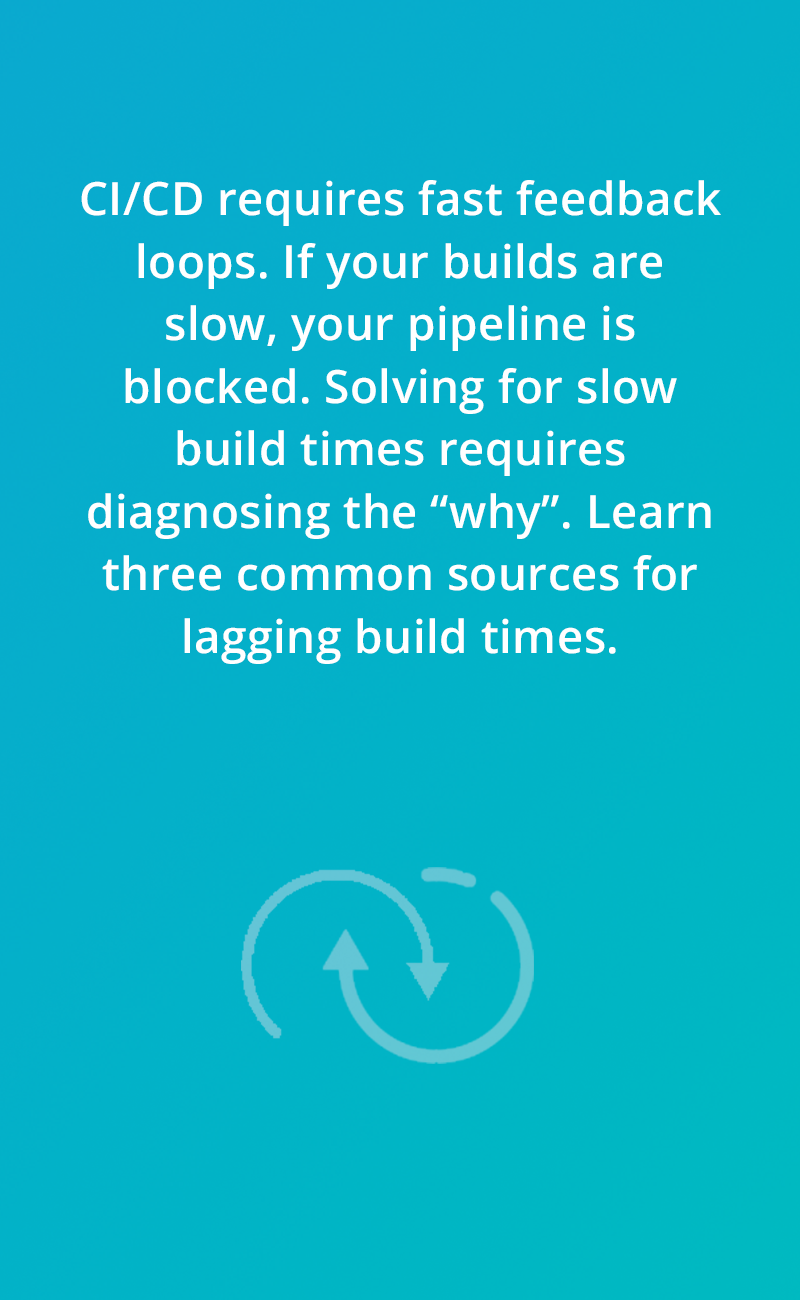 CI/CD requires fast feedback
loops. If your builds are
slow, your pipeline is
blocked. Solving for slow
build times requires
diagnosing the “why”. Learn
three common sources for
lagging build times.